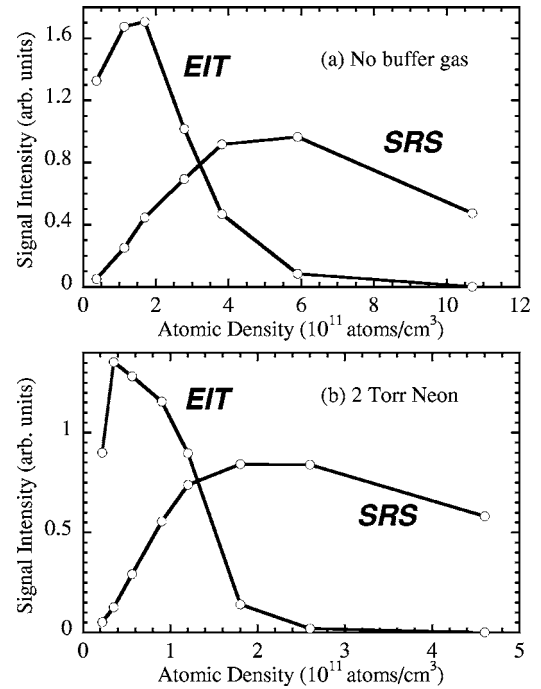 1.6
1.2
0.8
0.4
0
Signal Intensity (arb. units)
EIT
(a) No buffer gas
SRS
0 2 4 6 8 10 12
Atomic Density (10¹¹ atoms/cm³)
1
0.5
0
Signal Intensity (arb. units)
EIT
(b) 2 Torr Neon
SRS
0 1 2 3 4 5
Atomic Density (10¹¹ atoms/cm³)